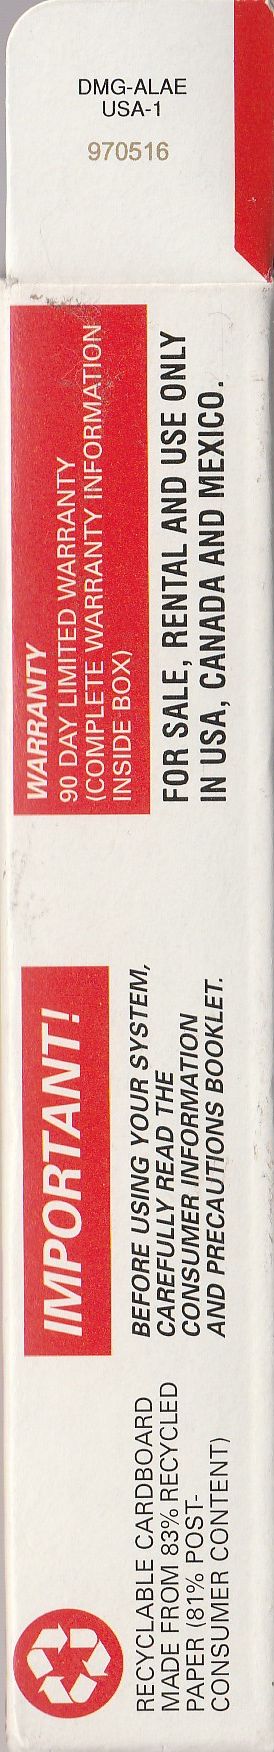 DMG-ALAE
USA-1
970516
WARRANTY
90 DAY LIMITED WARRANTY
(COMPLETE WARRANTY INFORMATION
INSIDE BOX)
FOR SALE, RENTAL AND USE ONLY
IN USA, CANADA AND MEXICO.
IMPORTANT!
BEFORE USING YOUR SYSTEM,
CAREFULLY READ THE
CONSUMER INFORMATION
AND PRECAUTIONS BOOKLET.
RECYCLABLE CARDBOARD
MADE FROM 83% RECYCLED
PAPER (81% POST-
CONSUMER CONTENT)